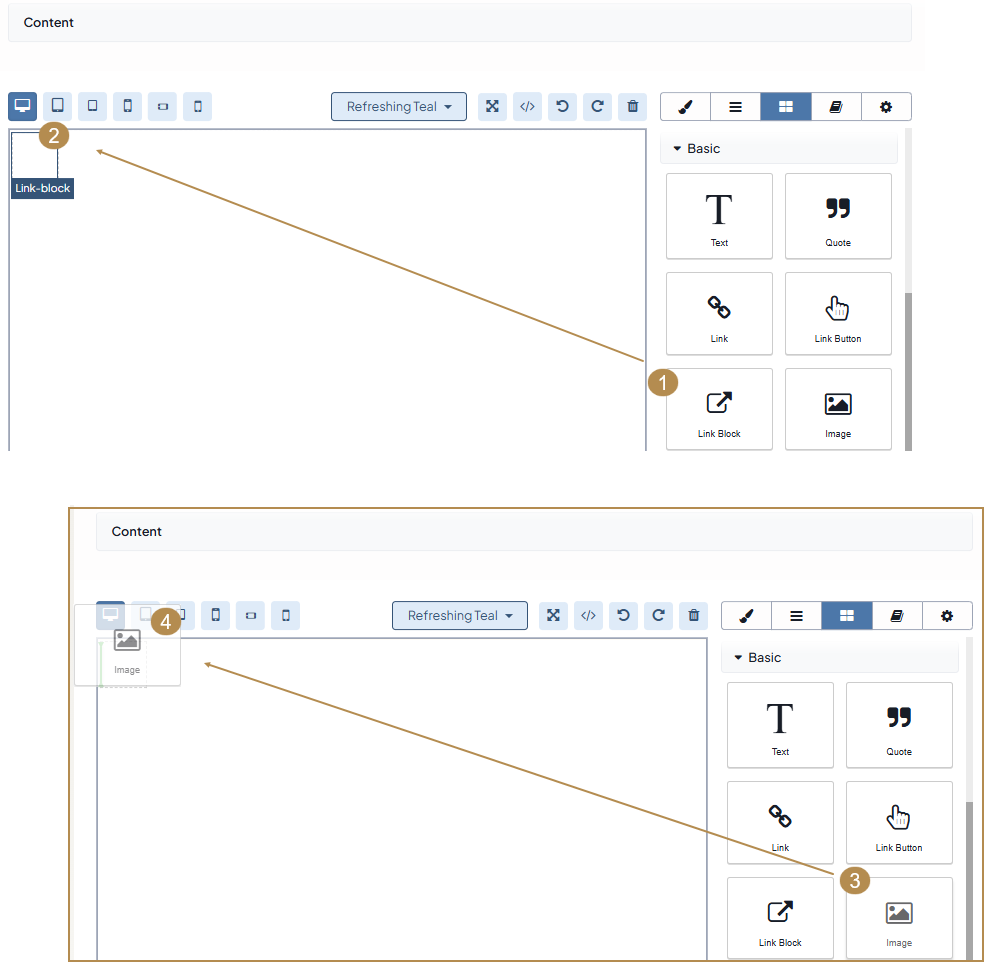 Content
Refreshing Teal
</>
2
Link-block
Basic
T
Text
Quote
Link
Link Button
1
Link Block
Image
Content
4
Refreshing Teal
</>
Image
Basic
T
Text
Quote
Link
Link Button
3
Link Block
Image